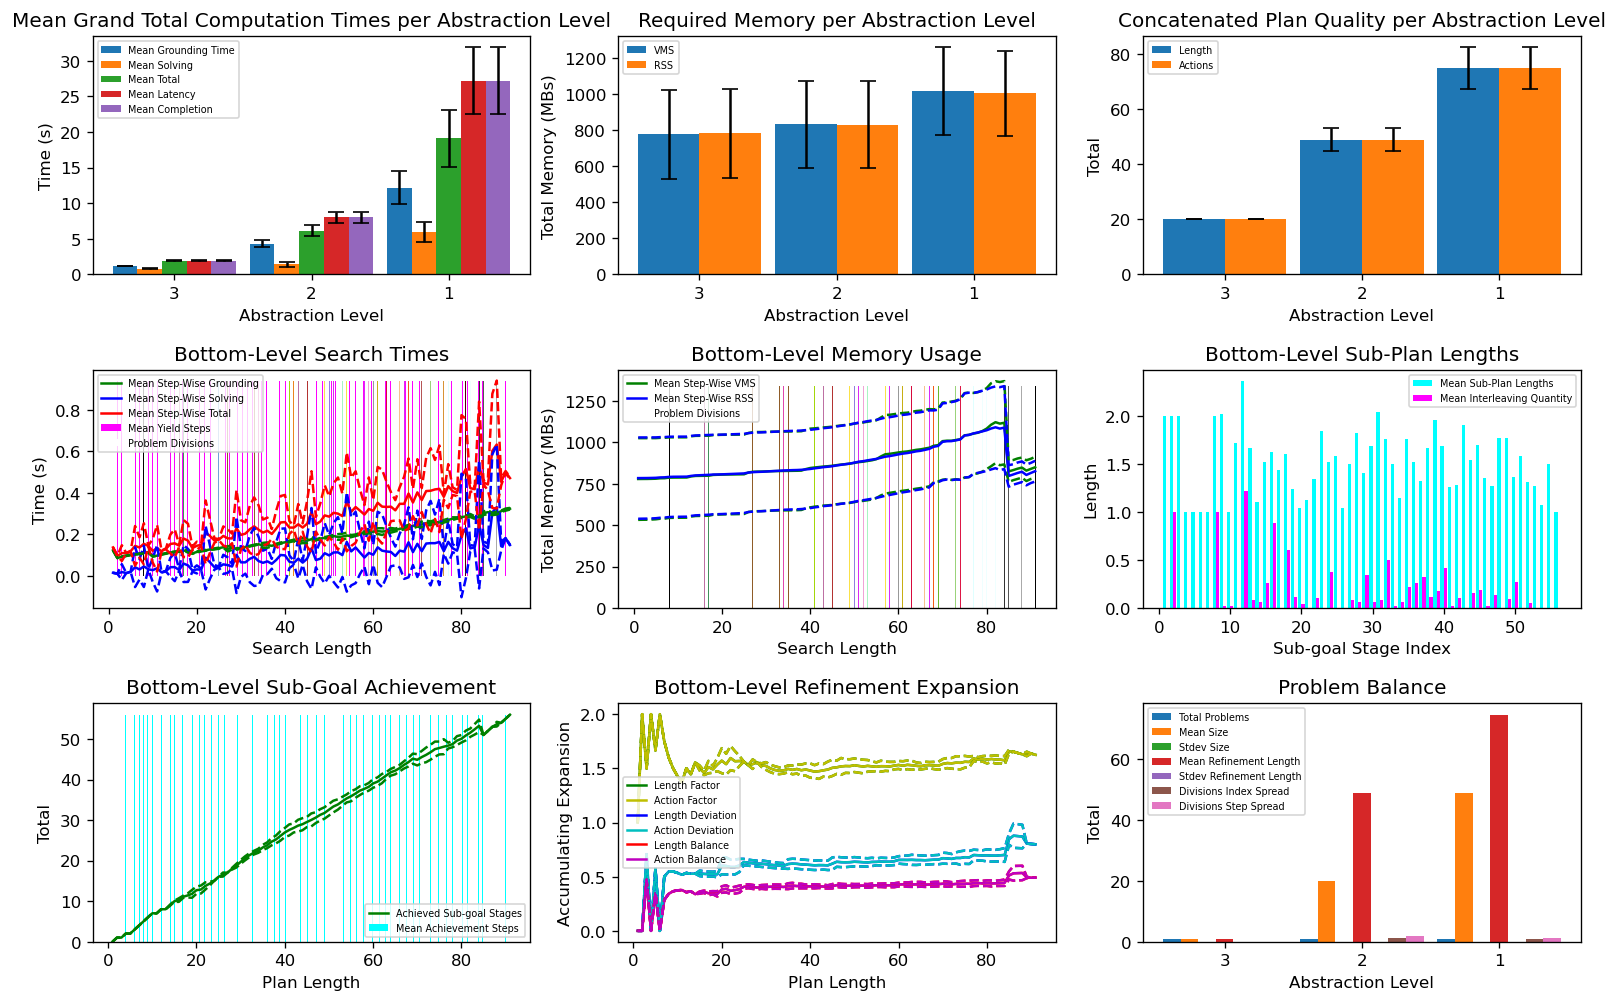 Mean Grand Total Computation Times per Abstraction Level
Required Memory per Abstraction Level
Concatenated Plan Quality per Abstraction Level
Mean Grounding Time
Mean Solving
Mean Total
Mean Latency
Mean Completion
Time (s)
0
5
10
15
20
25
30
3
2
1
Abstraction Level
VMS
RSS
Total Memory (MBs)
0
200
400
600
800
1000
1200
3
2
1
Abstraction Level
Length
Actions
Total
0
20
40
60
80
3
2
1
Abstraction Level
Bottom-Level Search Times
Bottom-Level Memory Usage
Bottom-Level Sub-Plan Lengths
Mean Step-Wise Grounding
Mean Step-Wise Solving
Mean Step-Wise Total
Mean Yield Steps
Problem Divisions
Time (s)
0.0
0.2
0.4
0.6
0.8
0
20
40
60
80
Search Length
Mean Step-Wise VMS
Mean Step-Wise RSS
Problem Divisions
Total Memory (MBs)
0
250
500
750
1000
1250
0
20
40
60
80
Search Length
Mean Sub-Plan Lengths
Mean Interleaving Quantity
Length
0.0
0.5
1.0
1.5
2.0
0
10
20
30
40
50
Sub-goal Stage Index
Bottom-Level Sub-Goal Achievement
Bottom-Level Refinement Expansion
Problem Balance
Achieved Sub-goal Stages
Mean Achievement Steps
Total
0
10
20
30
40
50
0
20
40
60
80
Plan Length
Length Factor
Action Factor
Length Deviation
Action Deviation
Length Balance
Action Balance
Accumulating Expansion
0.0
0.5
1.0
1.5
2.0
0
20
40
60
80
Plan Length
Total Problems
Mean Size
Stdev Size
Mean Refinement Length
Stdev Refinement Length
Divisions Index Spread
Divisions Step Spread
Total
0
20
40
60
3
2
1
Abstraction Level